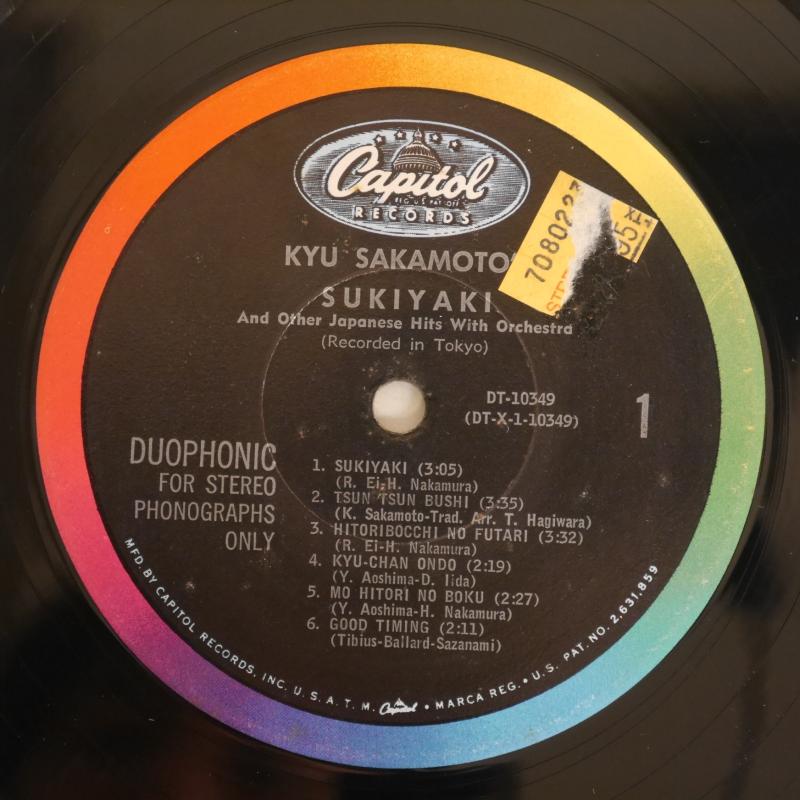 Capitol
REG. U.S. PAT. OFF.
RECORDS
KYU SAKAMOTO
SUKIYAKI
And Other Japanese Hits With Orchestra
(Recorded in Tokyo)
7080223
DT-10349
(DT-X-1-10349)
1
DUOPHONIC
FOR STEREO
PHONOGRAPHS
ONLY
1. SUKIYAKI (3:05)
(R. Ei-H. Nakamura)
2. TSUN TSUN BUSHI (3:35)
(K. Sakamoto-Trad. Arr. T. Hagiwara)
3. HITORIBOCCHI NO FUTARI (3:32)
(R. Ei-H. Nakamura)
4. KYU-CHAN ONDO (2:19)
(Y. Aoshima-D. Iida)
5. MO HITORI NO BOKU (2:27)
(Y. Aoshima-H. Nakamura)
6. GOOD TIMING (2:11)
(Tibius-Ballard-Sazanami)
MFD. BY CAPITOL RECORDS, INC. U. S. A. T. M. Capitol • MARCA REG. • U.S. PAT. NO. 2,631,859